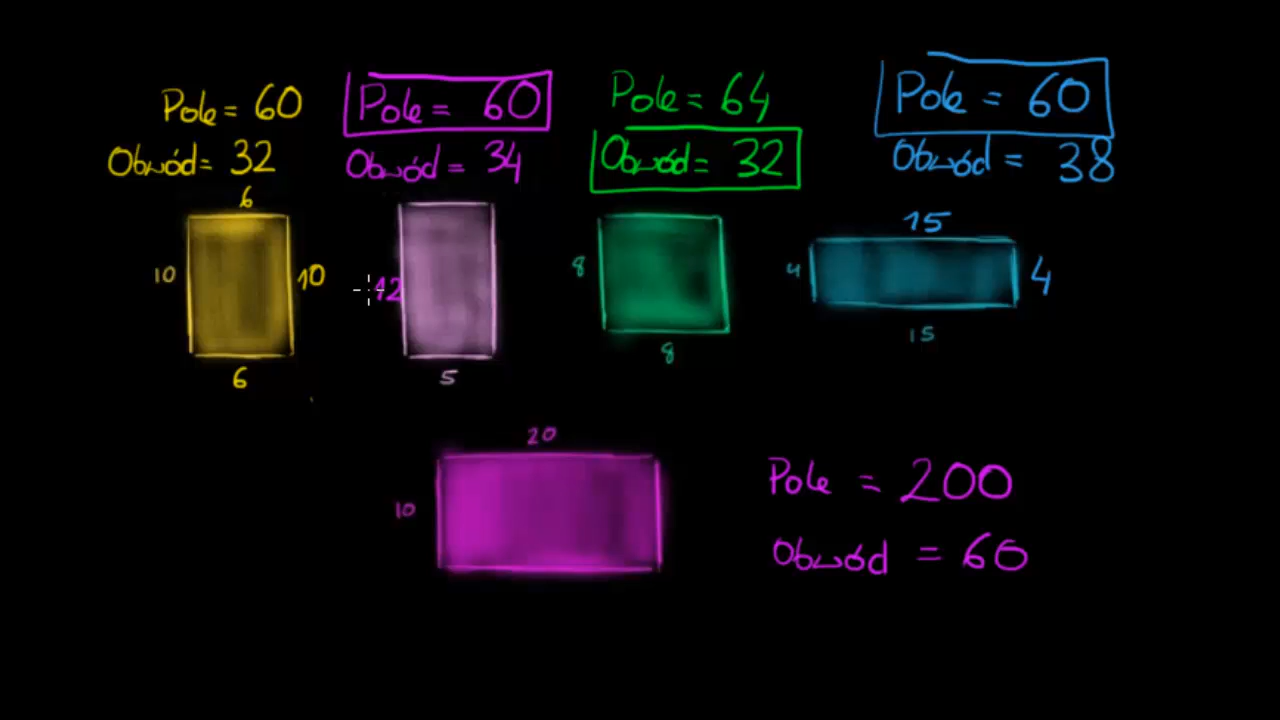 Pole = 60
Obwód = 32
6
10
10
6
Pole = 60
Obwód = 34
12
5
Pole = 64
Obwód = 32
8
8
Pole = 60
Obwód = 38
15
4
4
15
20
10
Pole = 200
Obwód = 60